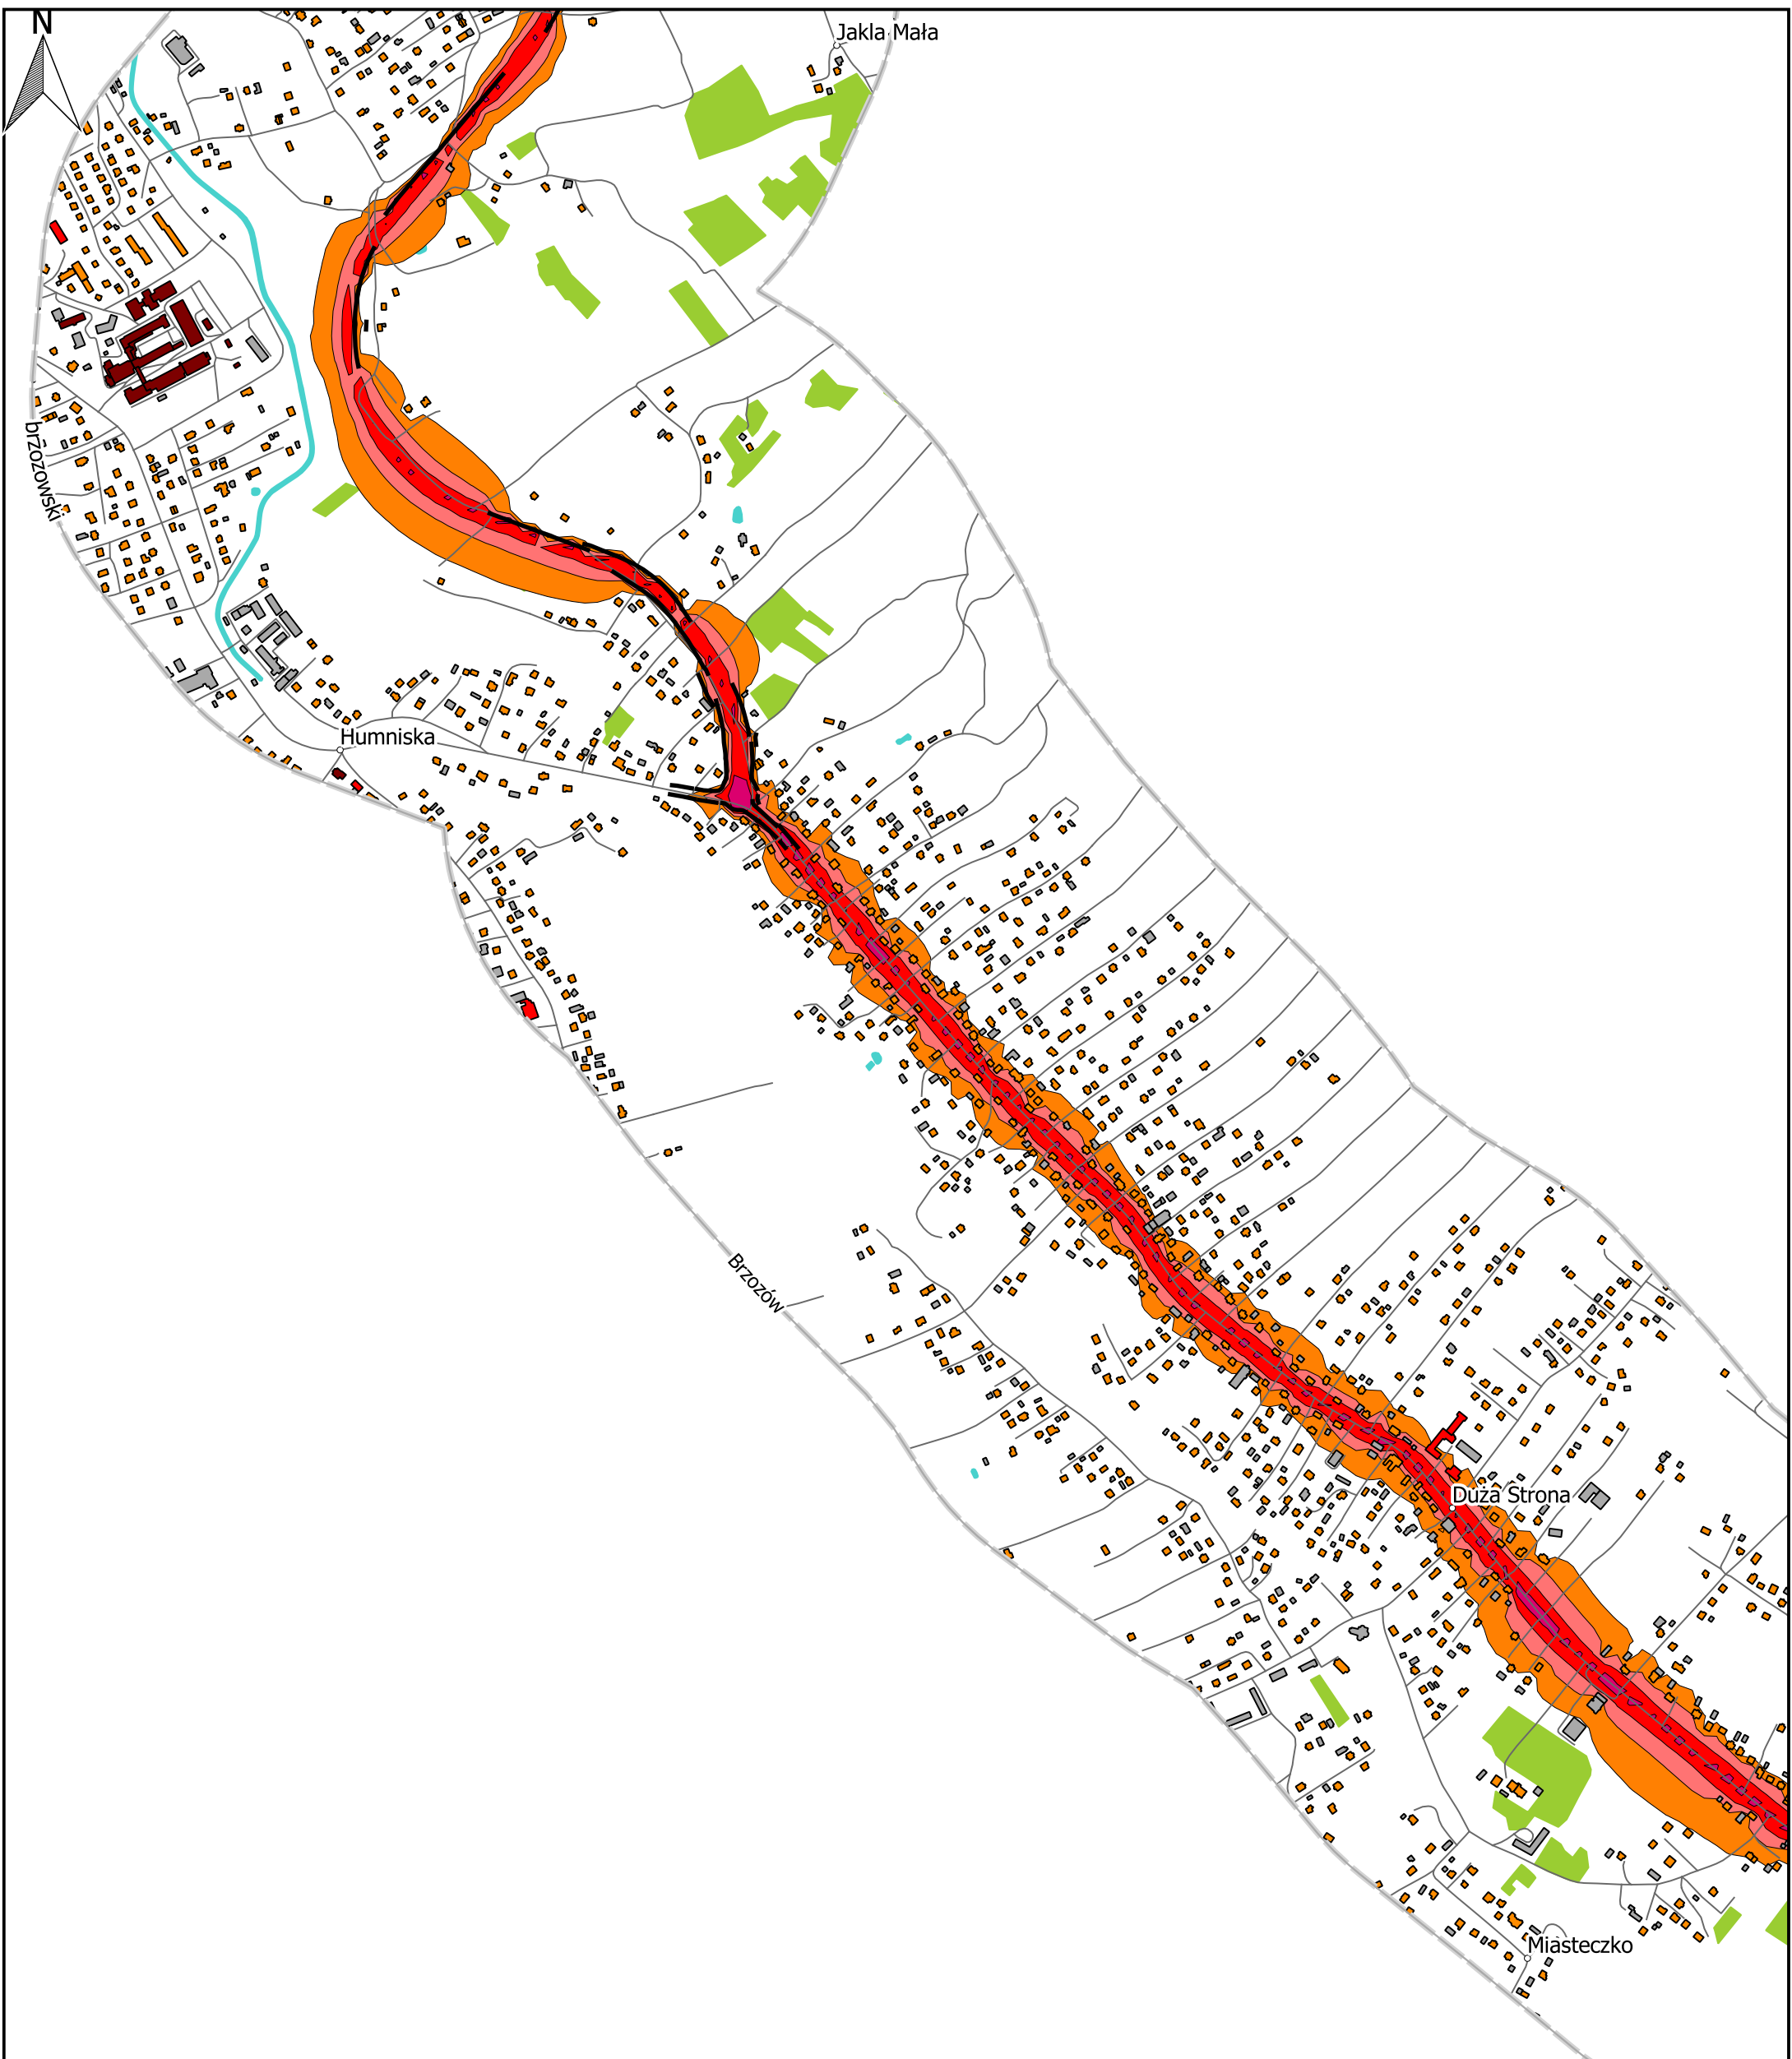 N
Jakla Mała
brzozowski
Humniska
Brzozów
Duża Strona
Miasteczko